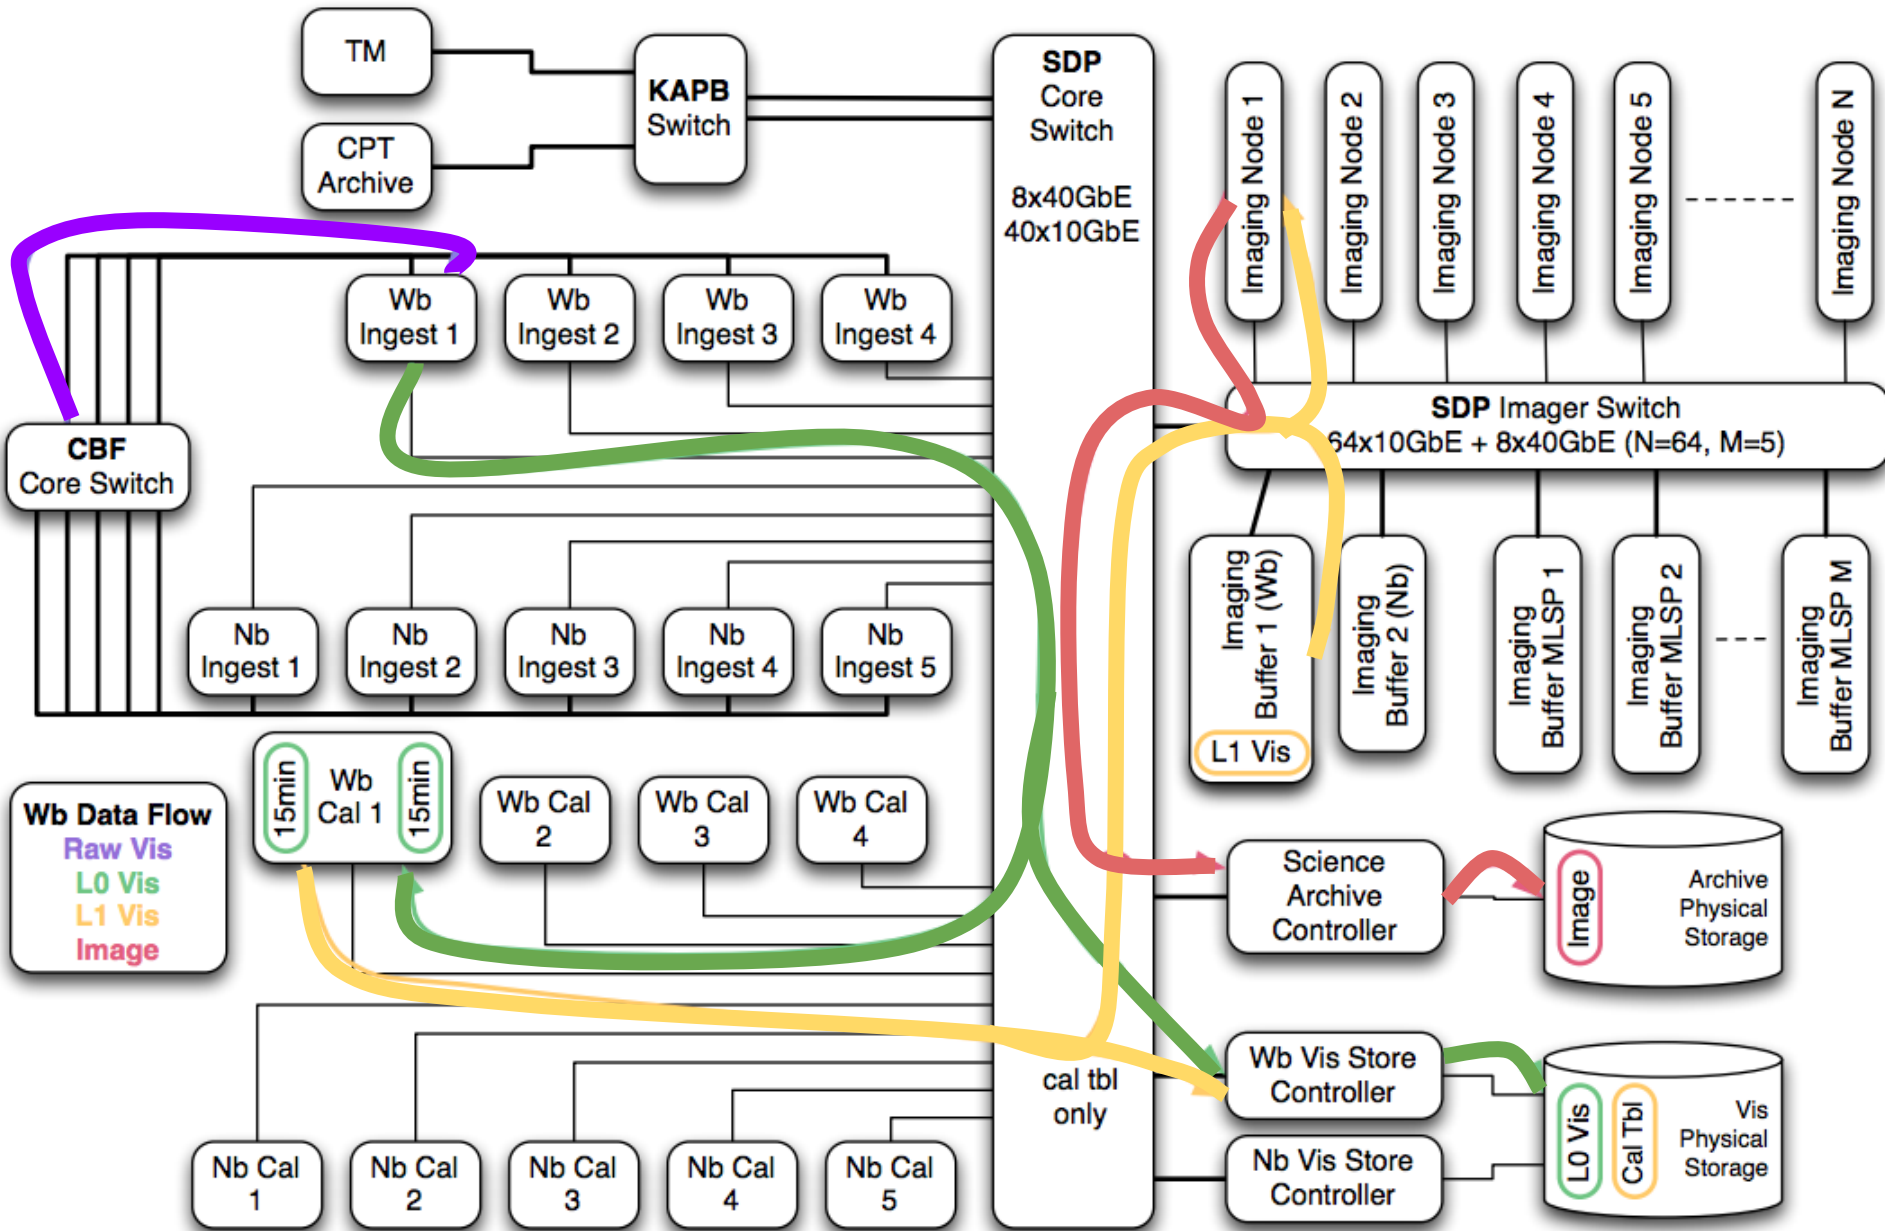 TM
CPT
Archive
KAPB
Switch
SDP
Core
Switch
8x40GbE
40x10GbE
Imaging Node 1
Imaging Node 2
Imaging Node 3
Imaging Node 4
Imaging Node 5
Imaging Node N
Wb
Ingest 1
Wb
Ingest 2
Wb
Ingest 3
Wb
Ingest 4
CBF
Core Switch
SDP Imager Switch
64x10GbE + 8x40GbE (N=64, M=5)
Nb
Ingest 1
Nb
Ingest 2
Nb
Ingest 3
Nb
Ingest 4
Nb
Ingest 5
Imaging
Buffer 1 (Wb)
L1 Vis
Imaging
Buffer 2 (Nb)
Imaging
Buffer MLSP 1
Imaging
Buffer MLSP 2
Imaging
Buffer MLSP M
Wb Data Flow
Raw Vis
L0 Vis
L1 Vis
Image
15min
Wb
Cal 1
15min
Wb Cal
2
Wb Cal
3
Wb Cal
4
Science
Archive
Controller
Image
Archive
Physical
Storage
cal tbl
only
Wb Vis Store
Controller
Nb Vis Store
Controller
L0 Vis
Cal Tbl
Vis
Physical
Storage
Nb Cal
1
Nb Cal
2
Nb Cal
3
Nb Cal
4
Nb Cal
5